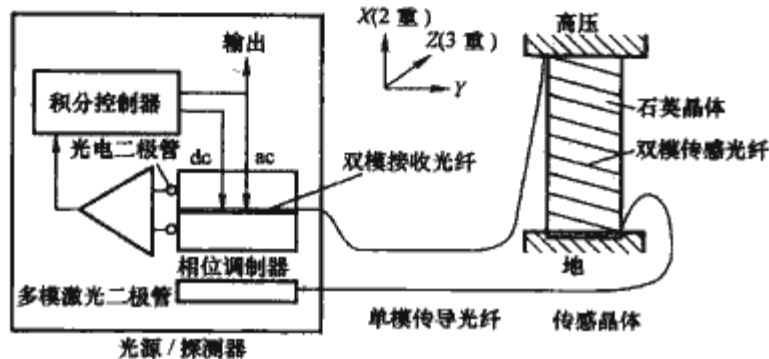 输出
X(2重)
Z(3重)
Y
高压
积分控制器
石英晶体
光电二极管
dc
ac
双模接收光纤
双模传感光纤
相位调制器
地
多模激光二极管
单模传导光纤
传感晶体
光源/探测器